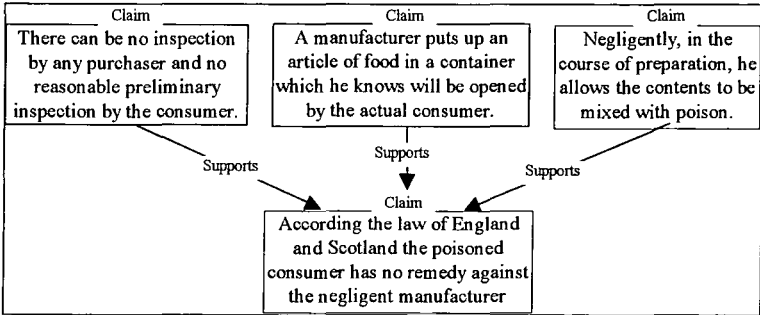 Claim
There can be no inspection
by any purchaser and no
reasonable preliminary
inspection by the consumer.
Claim
A manufacturer puts up an
article of food in a container
which he knows will be opened
by the actual consumer.
Claim
Negligently, in the
course of preparation, he
allows the contents to be
mixed with poison.
Supports
Supports
Supports
Claim
According the law of England
and Scotland the poisoned
consumer has no remedy against
the negligent manufacturer